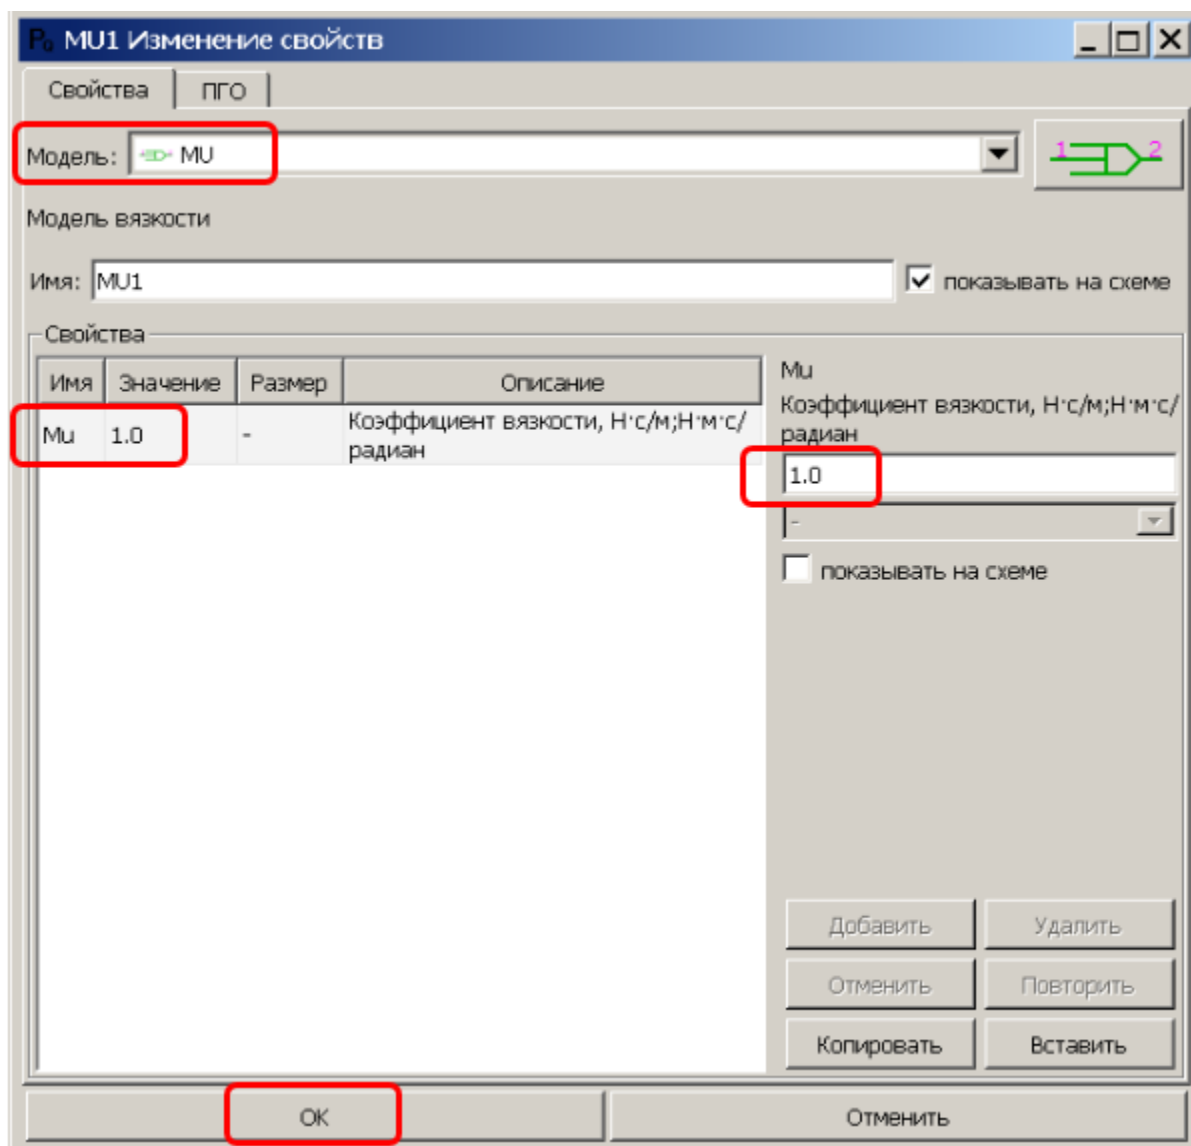 MU1 Изменение свойств
Свойства ПГО
Модель: MU
1 2
Модель вязкости
Имя: MU1 показывать на схеме
Свойства
Имя Значение Размер Описание
Mu 1.0 - Коэффициент вязкости, Н·с/м;Н·м·с/
радиан
Mu
Коэффициент вязкости, Н·с/м;Н·м·с/
радиан
1.0
-
показывать на схеме
Добавить Удалить
Отменить Повторить
Копировать Вставить
OK Отменить